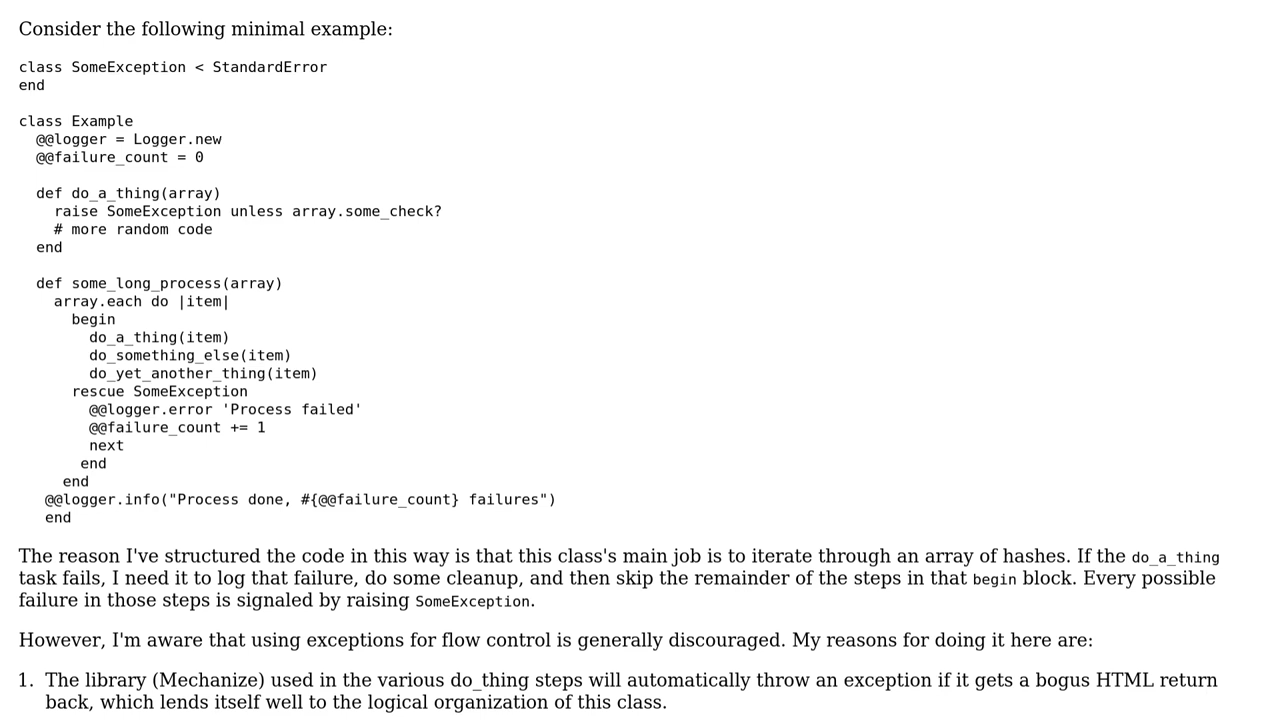 Consider the following minimal example:
class SomeException < StandardError
end
class Example
  @@logger = Logger.new
  @@failure_count = 0
  def do_a_thing(array)
    raise SomeException unless array.some_check?
    # more random code
  end
  def some_long_process(array)
    array.each do |item|
      begin
        do_a_thing(item)
        do_something_else(item)
        do_yet_another_thing(item)
      rescue SomeException
        @@logger.error 'Process failed'
        @@failure_count += 1
        next
       end
     end
   @@logger.info("Process done, #{@@failure_count} failures")
   end
The reason I've structured the code in this way is that this class's main job is to iterate through an array of hashes. If the do_a_thing
task fails, I need it to log that failure, do some cleanup, and then skip the remainder of the steps in that begin block. Every possible
failure in those steps is signaled by raising SomeException.
However, I'm aware that using exceptions for flow control is generally discouraged. My reasons for doing it here are:
1. The library (Mechanize) used in the various do_thing steps will automatically throw an exception if it gets a bogus HTML return
back, which lends itself well to the logical organization of this class.